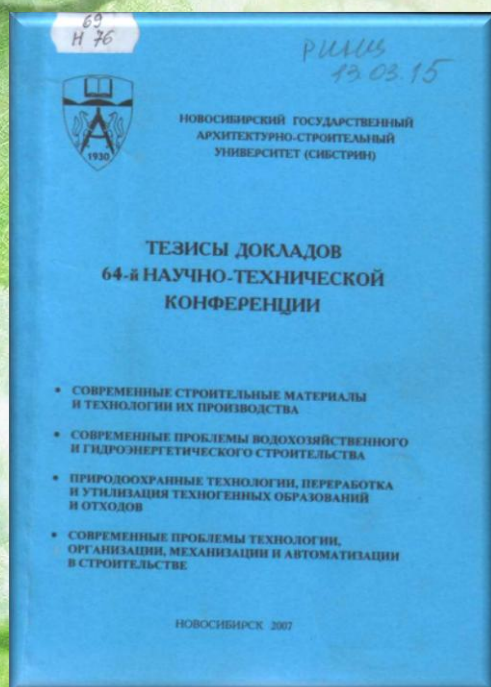 69
Н 76
РИНЦ
13.03.15
1930
НОВОСИБИРСКИЙ ГОСУДАРСТВЕННЫЙ
АРХИТЕКТУРНО-СТРОИТЕЛЬНЫЙ
УНИВЕРСИТЕТ (СИБСТРИН)
ТЕЗИСЫ ДОКЛАДОВ
64-й НАУЧНО-ТЕХНИЧЕСКОЙ
КОНФЕРЕНЦИИ
• СОВРЕМЕННЫЕ СТРОИТЕЛЬНЫЕ МАТЕРИАЛЫ
И ТЕХНОЛОГИИ ИХ ПРОИЗВОДСТВА
• СОВРЕМЕННЫЕ ПРОБЛЕМЫ ВОДОХОЗЯЙСТВЕННОГО
И ГИДРОЭНЕРГЕТИЧЕСКОГО СТРОИТЕЛЬСТВА
• ПРИРОДООХРАННЫЕ ТЕХНОЛОГИИ, ПЕРЕРАБОТКА
И УТИЛИЗАЦИЯ ТЕХНОГЕННЫХ ОБРАЗОВАНИЙ
И ОТХОДОВ
• СОВРЕМЕННЫЕ ПРОБЛЕМЫ ТЕХНОЛОГИИ,
ОРГАНИЗАЦИИ, МЕХАНИЗАЦИИ И АВТОМАТИЗАЦИИ
В СТРОИТЕЛЬСТВЕ
НОВОСИБИРСК 2007